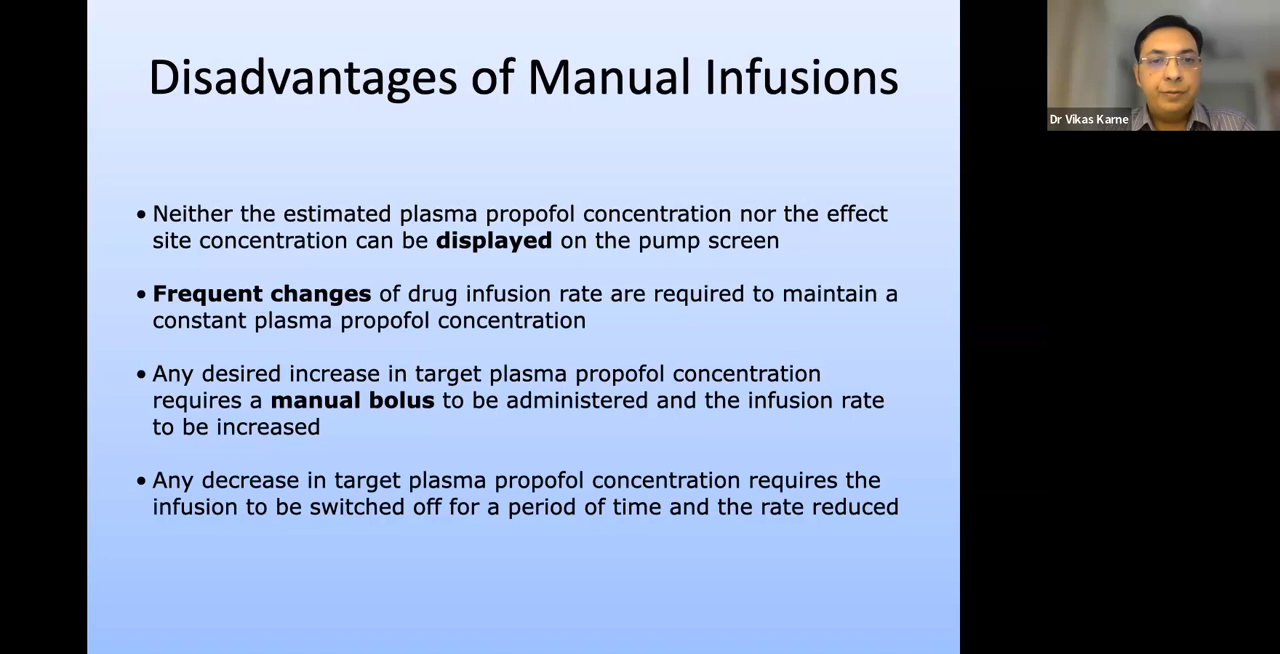 Disadvantages of Manual Infusions
Dr Vikas Karne
• Neither the estimated plasma propofol concentration nor the effect
site concentration can be displayed on the pump screen
• Frequent changes of drug infusion rate are required to maintain a
constant plasma propofol concentration
• Any desired increase in target plasma propofol concentration
requires a manual bolus to be administered and the infusion rate
to be increased
• Any decrease in target plasma propofol concentration requires the
infusion to be switched off for a period of time and the rate reduced